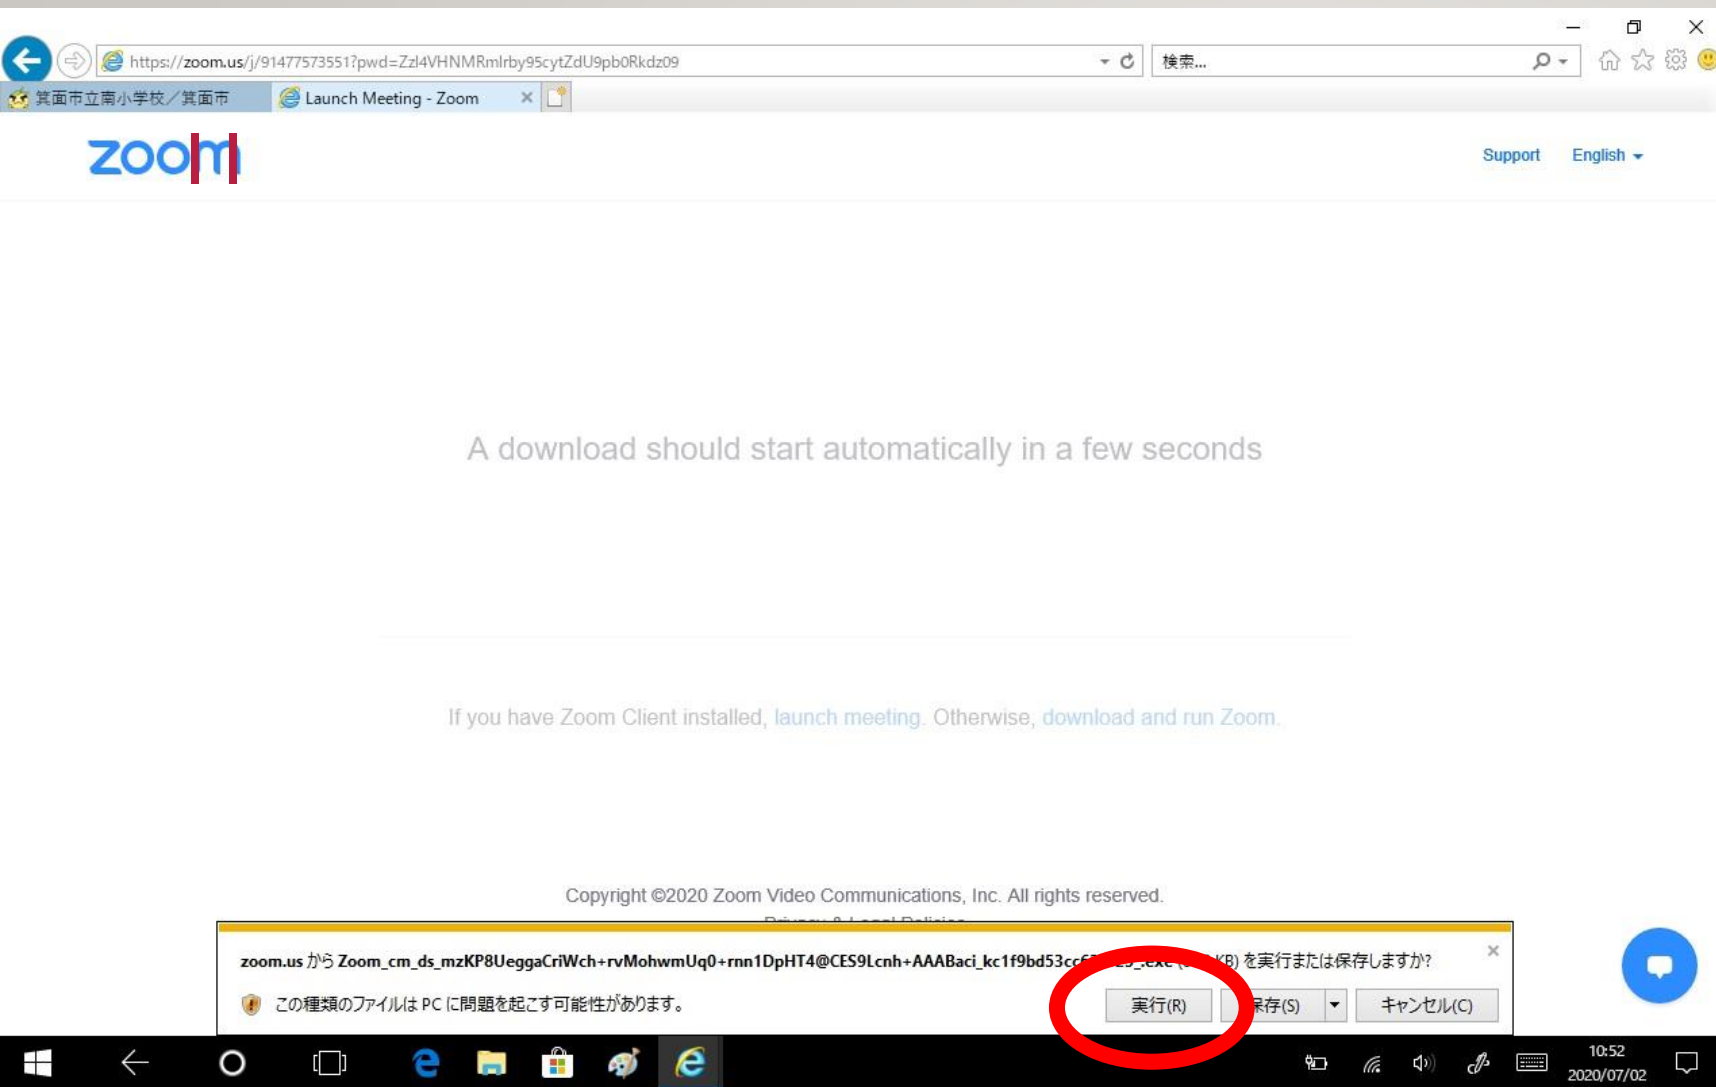 https://zoom.us/j/91477573551?pwd=Zzl4VHNMRmlrby95cytZdU9pb0Rkdz09
検索...
箕面市立南小学校／箕面市
Launch Meeting - Zoom
zoom
Support English
A download should start automatically in a few seconds
If you have Zoom Client installed, launch meeting. Otherwise, download and run Zoom.
Copyright ©2020 Zoom Video Communications, Inc. All rights reserved.
Privacy & Legal Policies
zoom.us から Zoom_cm_ds_mzKP8UeggaCriWch+rvMohwmUq0+rnn1DpHT4@CES9Lcnh+AAABaci_kc1f9bd53cc6 .exe ( KB) を実行または保存しますか?
この種類のファイルは PC に問題を起こす可能性があります。
実行(R) 保存(S) キャンセル(C)
10:52
2020/07/02